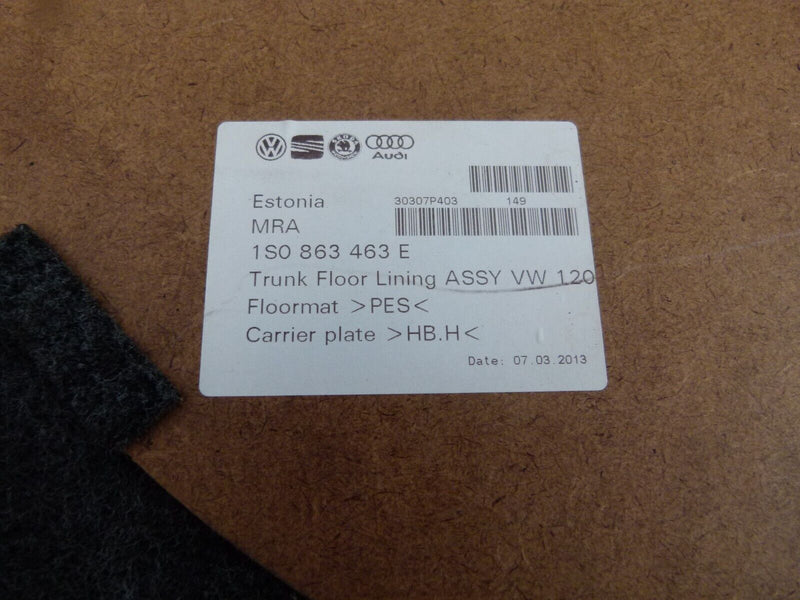 Audi
30307P403 149
Estonia
MRA
1S0 863 463 E
Trunk Floor Lining ASSY VW 120
Floormat >PES<
Carrier plate >HB.H<
Date: 07.03.2013